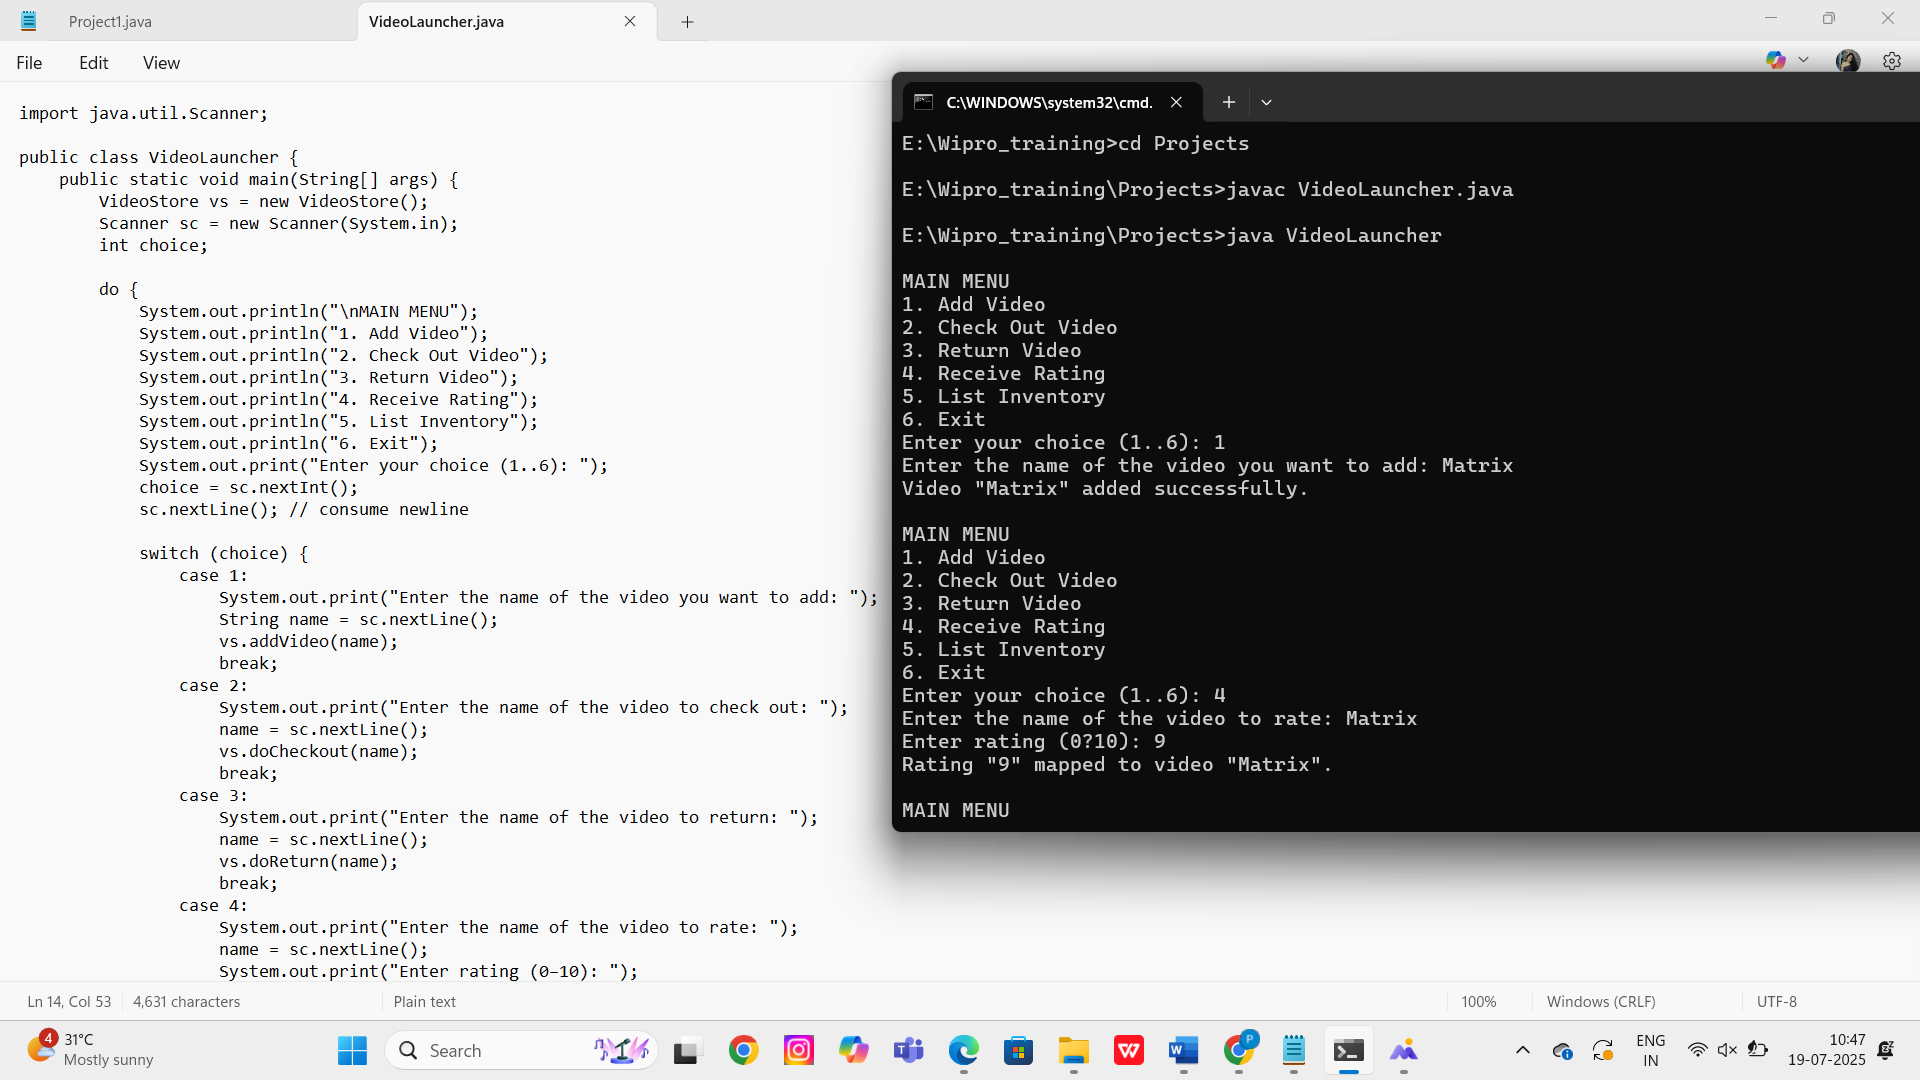 Project1.java
VideoLauncher.java
File Edit View
import java.util.Scanner;
public class VideoLauncher {
public static void main(String[] args) {
VideoStore vs = new VideoStore();
Scanner sc = new Scanner(System.in);
int choice;
do {
System.out.println("\nMAIN MENU");
System.out.println("1. Add Video");
System.out.println("2. Check Out Video");
System.out.println("3. Return Video");
System.out.println("4. Receive Rating");
System.out.println("5. List Inventory");
System.out.println("6. Exit");
System.out.print("Enter your choice (1..6): ");
choice = sc.nextInt();
sc.nextLine(); // consume newline
switch (choice) {
case 1:
System.out.print("Enter the name of the video you want to add: ");
String name = sc.nextLine();
vs.addVideo(name);
break;
case 2:
System.out.print("Enter the name of the video to check out: ");
name = sc.nextLine();
vs.doCheckout(name);
break;
case 3:
System.out.print("Enter the name of the video to return: ");
name = sc.nextLine();
vs.doReturn(name);
break;
case 4:
System.out.print("Enter the name of the video to rate: ");
name = sc.nextLine();
System.out.print("Enter rating (0–10): ");
C:\WINDOWS\system32\cmd.
E:\Wipro_training>cd Projects
E:\Wipro_training\Projects>javac VideoLauncher.java
E:\Wipro_training\Projects>java VideoLauncher
MAIN MENU
1. Add Video
2. Check Out Video
3. Return Video
4. Receive Rating
5. List Inventory
6. Exit
Enter your choice (1..6): 1
Enter the name of the video you want to add: Matrix
Video "Matrix" added successfully.
MAIN MENU
1. Add Video
2. Check Out Video
3. Return Video
4. Receive Rating
5. List Inventory
6. Exit
Enter your choice (1..6): 4
Enter the name of the video to rate: Matrix
Enter rating (0?10): 9
Rating "9" mapped to video "Matrix".
MAIN MENU
Ln 14, Col 53 4,631 characters Plain text 100% Windows (CRLF) UTF-8
4
31°C
Mostly sunny
Search
W
P
ENG
IN
10:47
19-07-2025